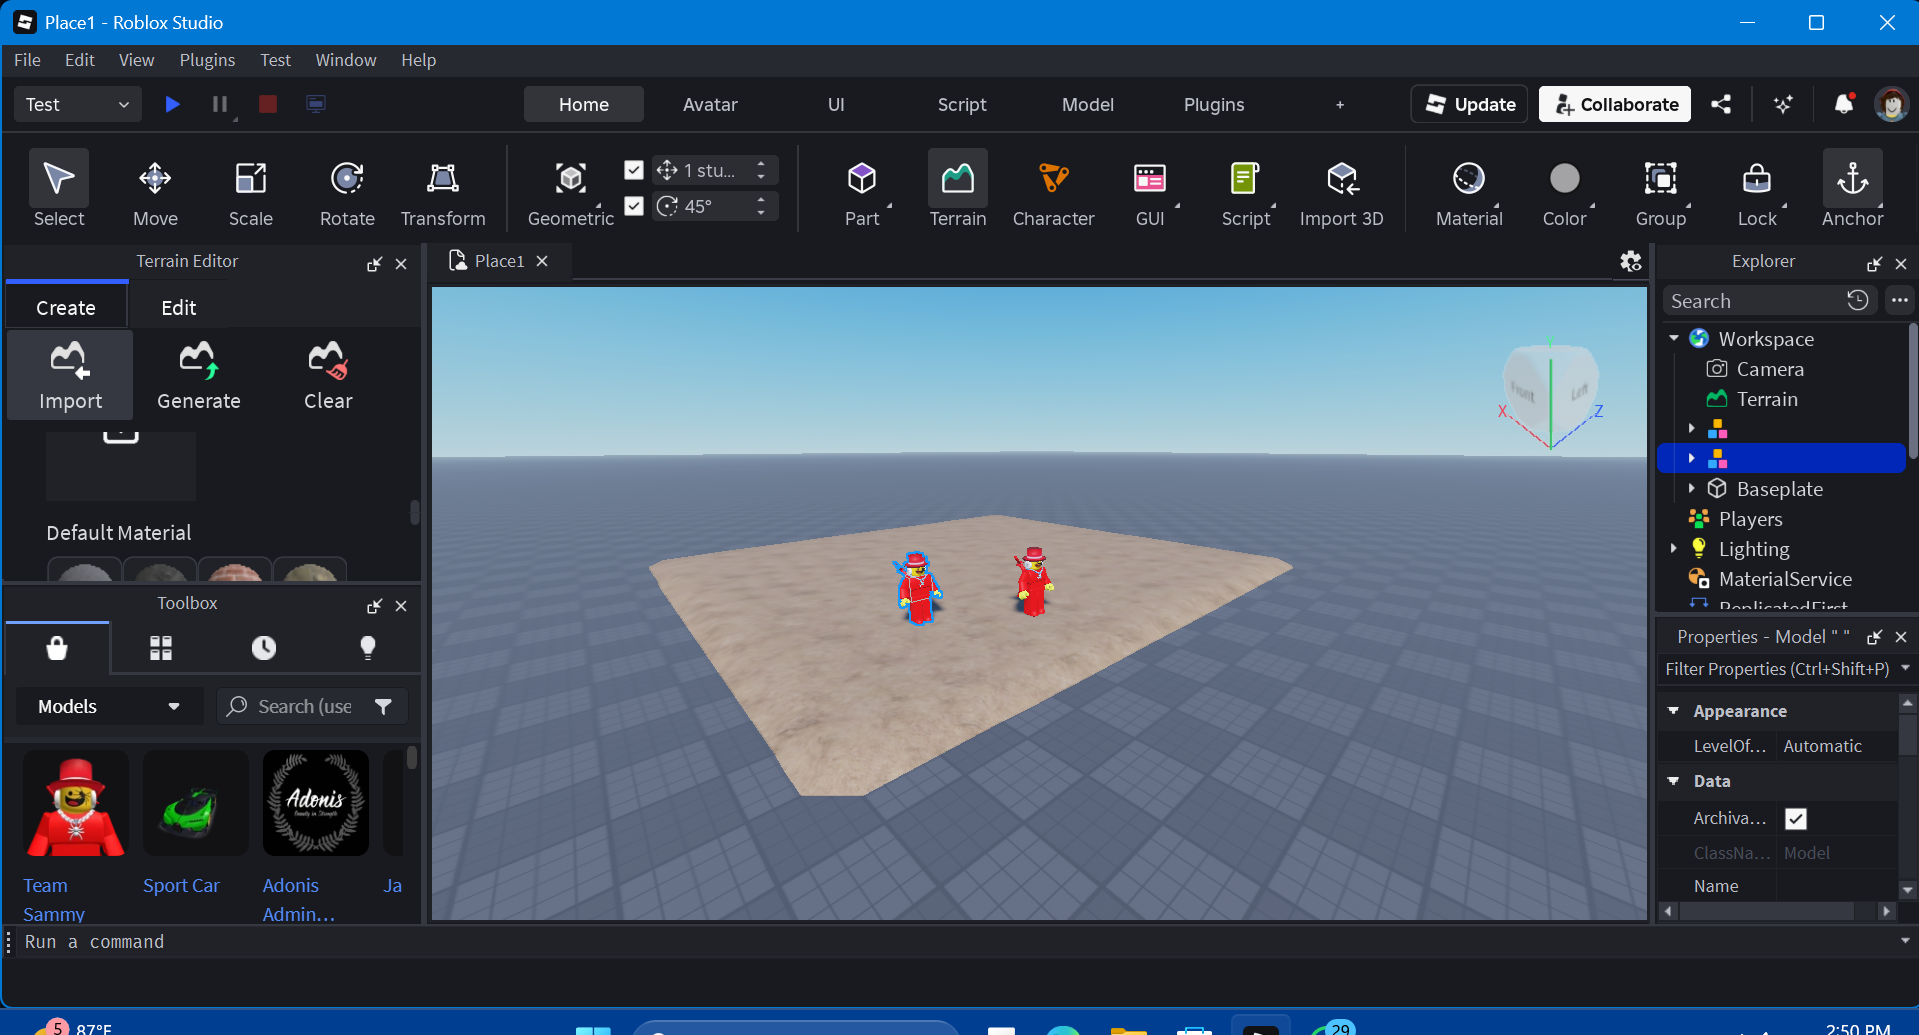 Place1 - Roblox Studio
File Edit View Plugins Test Window Help
Test Home Avatar UI Script Model Plugins + Update Collaborate
1 stu...
45°
Select Move Scale Rotate Transform Geometric Part Terrain Character GUI Script Import 3D Material Color Group Lock Anchor
Terrain Editor
Create Edit
Import Generate Clear
Default Material
Toolbox
Models Search (use
Adonis
Team Sammy
Sport Car
Adonis Admin...
Ja
Place1
Front Left
Y
X Z
Explorer
Search
Workspace
Camera
Terrain
Baseplate
Players
Lighting
MaterialService
ReplicatedFirst
Properties - Model " "
Filter Properties (Ctrl+Shift+P)
Appearance
LevelOf... Automatic
Data
Archiva...
ClassNa... Model
Name
Run a command
5 87°F
29
2:50 PM